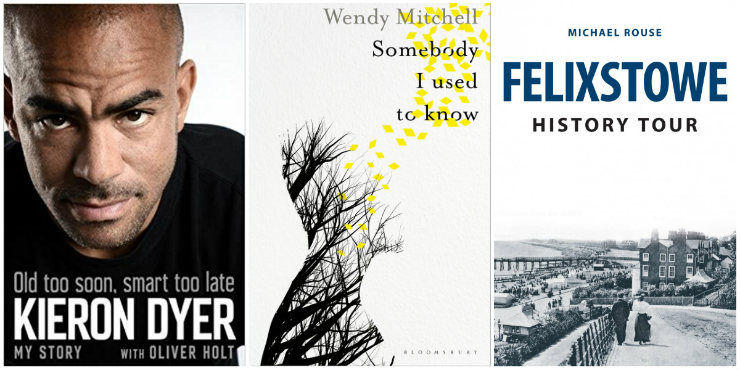 Old too soon, smart too late
KIERON DYER
MY STORY WITH OLIVER HOLT
Wendy Mitchell
Somebody
I used
to know
BLOOMSBURY
MICHAEL ROUSE
FELIXSTOWE
HISTORY TOUR